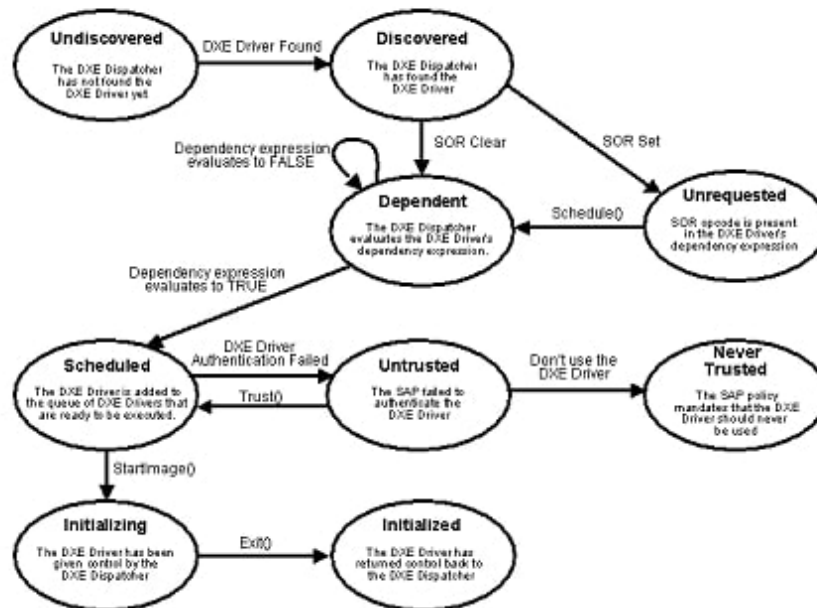 Undiscovered
The DXE Dispatcher
has not found the
DXE Driver yet
DXE Driver Found
Discovered
The DXE Dispatcher
has found the
DXE Driver
SOR Clear
SOR Set
Dependency expression
evaluates to FALSE
Dependent
The DXE Dispatcher
evaluates the DXE Driver's
dependency expression.
Schedule()
Unrequested
SOR opcode is present
in the DXE Driver's
dependency expression
Dependency expression
evaluates to TRUE
Scheduled
The DXE Driver is added to
the queue of DXE Drivers that
are ready to be executed.
DXE Driver
Authentication Failed
Trust()
Untrusted
The SAP failed to
authenticate the
DXE Driver
Don't use the
DXE Driver
Never
Trusted
The SAP policy
mandates that the DXE
Driver should never
be used
StartImage()
Initializing
The DXE Driver has been
given control by the
DXE Dispatcher
Exit()
Initialized
The DXE Driver has
returned control back to
the DXE Dispatcher